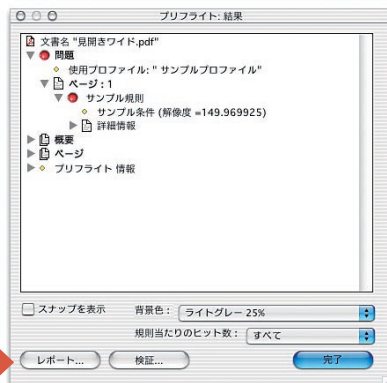 プリフライト: 結果
文書名 "見開きワイド.pdf"
問題
使用プロファイル: " サンプルプロファイル"
ページ : 1
サンプル規則
サンプル条件 (解像度 =149.969925)
詳細情報
概要
ページ
プリフライト 情報
スナップを表示
背景色 : ライトグレー 25%
規則当たりのヒット数 : すべて
レポート... 検証... 完了